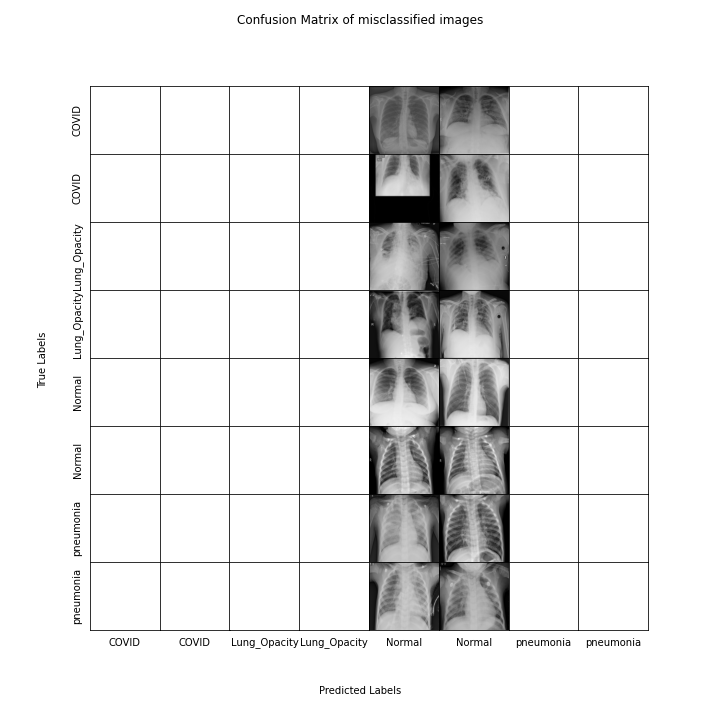 Confusion Matrix of misclassified images
COVID
COVID
Lung_Opacity
Lung_Opacity
Normal
Normal
pneumonia
pneumonia
True Labels
COVID COVID Lung_Opacity Lung_Opacity Normal Normal pneumonia pneumonia
Predicted Labels